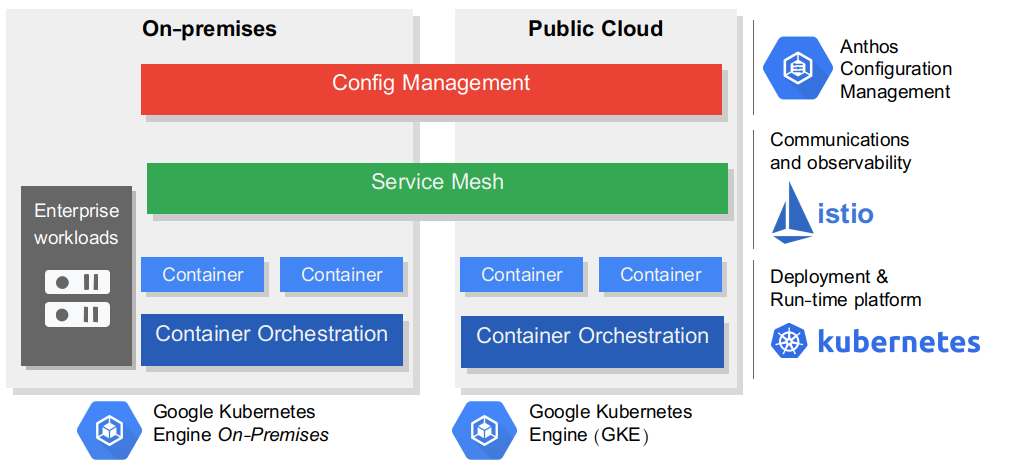 On-premises
Public Cloud
Config Management
Service Mesh
Enterprise
workloads
Container
Container
Container
Container
Container Orchestration
Container Orchestration
Google Kubernetes
Engine On-Premises
Google Kubernetes
Engine (GKE)
Anthos
Configuration
Management
Communications
and observability
istio
Deployment &
Run-time platform
kubernetes